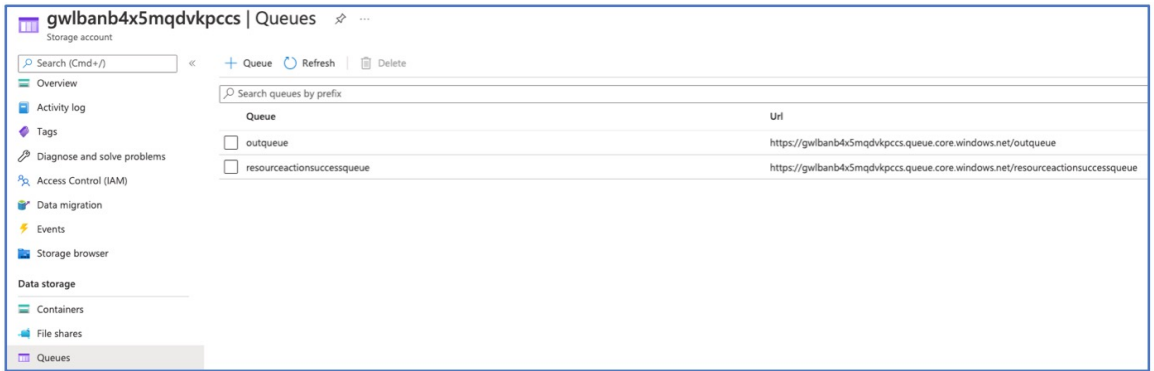 gwlbanb4x5mqdvkpccs | Queues
Storage account
Search (Cmd+/)
Overview
Activity log
Tags
Diagnose and solve problems
Access Control (IAM)
Data migration
Events
Storage browser
Data storage
Containers
File shares
Queues
Queue Refresh Delete
Search queues by prefix
Queue Url
outqueue https://gwlbanb4x5mqdvkpccs.queue.core.windows.net/outqueue
resourceactionsuccessqueue https://gwlbanb4x5mqdvkpccs.queue.core.windows.net/resourceactionsuccessqueue